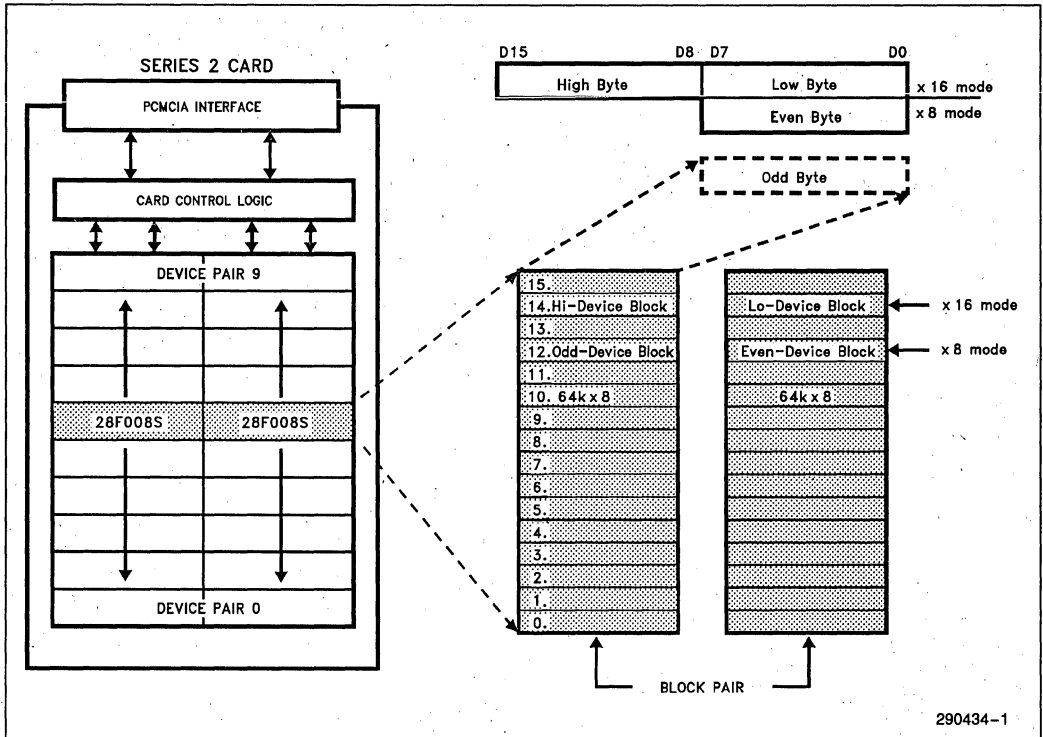 SERIES 2 CARD
PCMCIA INTERFACE
CARD CONTROL LOGIC
DEVICE PAIR 9
28F008S 28F008S
DEVICE PAIR 0
D15 D8 D7 D0
High Byte Low Byte x 16 mode
Even Byte x 8 mode
Odd Byte
15.
14.Hi-Device Block Lo-Device Block x 16 mode
13.
12.Odd-Device Block Even-Device Block x 8 mode
11.
10. 64k x 8 64k x 8
9.
8.
7.
6.
5.
4.
3.
2.
1.
0.
BLOCK PAIR
290434-1